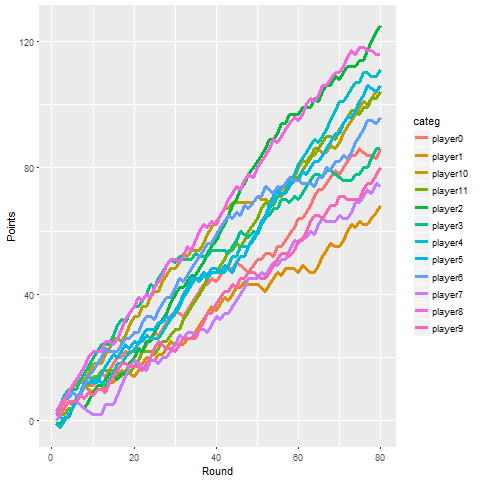 120
80
40
0
Points
0
20
40
60
80
Round
categ
player0
player1
player10
player11
player2
player3
player4
player5
player6
player7
player8
player9